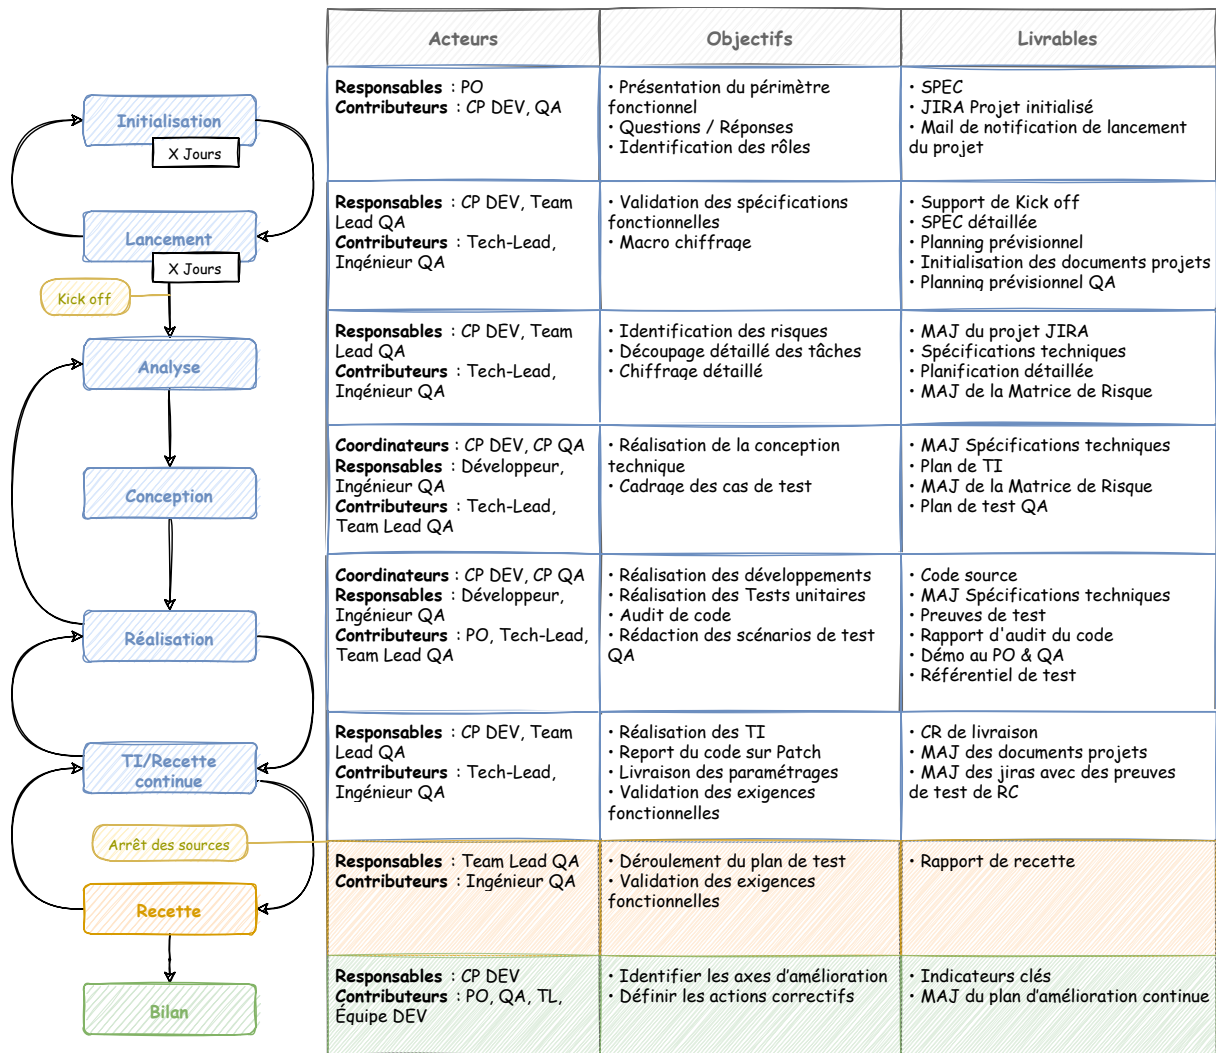 Acteurs
Objectifs
Livrables
Initialisation
X Jours
Responsables : PO
Contributeurs : CP DEV, QA
• Présentation du périmètre
fonctionnel
• Questions / Réponses
• Identification des rôles
• SPEC
• JIRA Projet initialisé
• Mail de notification de lancement
du projet
Lancement
X Jours
Kick off
Responsables : CP DEV, Team
Lead QA
Contributeurs : Tech-Lead,
Ingénieur QA
• Validation des spécifications
fonctionnelles
• Macro chiffrage
• Support de Kick off
• SPEC détaillée
• Planning prévisionnel
• Initialisation des documents projets
• Planning prévisionnel QA
Analyse
Responsables : CP DEV, Team
Lead QA
Contributeurs : Tech-Lead,
Ingénieur QA
• Identification des risques
• Découpage détaillé des tâches
• Chiffrage détaillé
• MAJ du projet JIRA
• Spécifications techniques
• Planification détaillée
• MAJ de la Matrice de Risque
Conception
Coordinateurs : CP DEV, CP QA
Responsables : Développeur,
Ingénieur QA
Contributeurs : Tech-Lead,
Team Lead QA
• Réalisation de la conception
technique
• Cadrage des cas de test
• MAJ Spécifications techniques
• Plan de TI
• MAJ de la Matrice de Risque
• Plan de test QA
Réalisation
Coordinateurs : CP DEV, CP QA
Responsables : Développeur,
Ingénieur QA
Contributeurs : PO, Tech-Lead,
Team Lead QA
• Réalisation des développements
• Réalisation des Tests unitaires
• Audit de code
• Rédaction des scénarios de test
QA
• Code source
• MAJ Spécifications techniques
• Preuves de test
• Rapport d'audit du code
• Démo au PO & QA
• Référentiel de test
TI/Recette
continue
Responsables : CP DEV, Team
Lead QA
Contributeurs : Tech-Lead,
Ingénieur QA
• Réalisation des TI
• Report du code sur Patch
• Livraison des paramétrages
• Validation des exigences
fonctionnelles
• CR de livraison
• MAJ des documents projets
• MAJ des jiras avec des preuves
de test de RC
Arrêt des sources
Recette
Responsables : Team Lead QA
Contributeurs : Ingénieur QA
• Déroulement du plan de test
• Validation des exigences
fonctionnelles
• Rapport de recette
Bilan
Responsables : CP DEV
Contributeurs : PO, QA, TL,
Équipe DEV
• Identifier les axes d'amélioration
• Définir les actions correctifs
• Indicateurs clés
• MAJ du plan d'amélioration continue